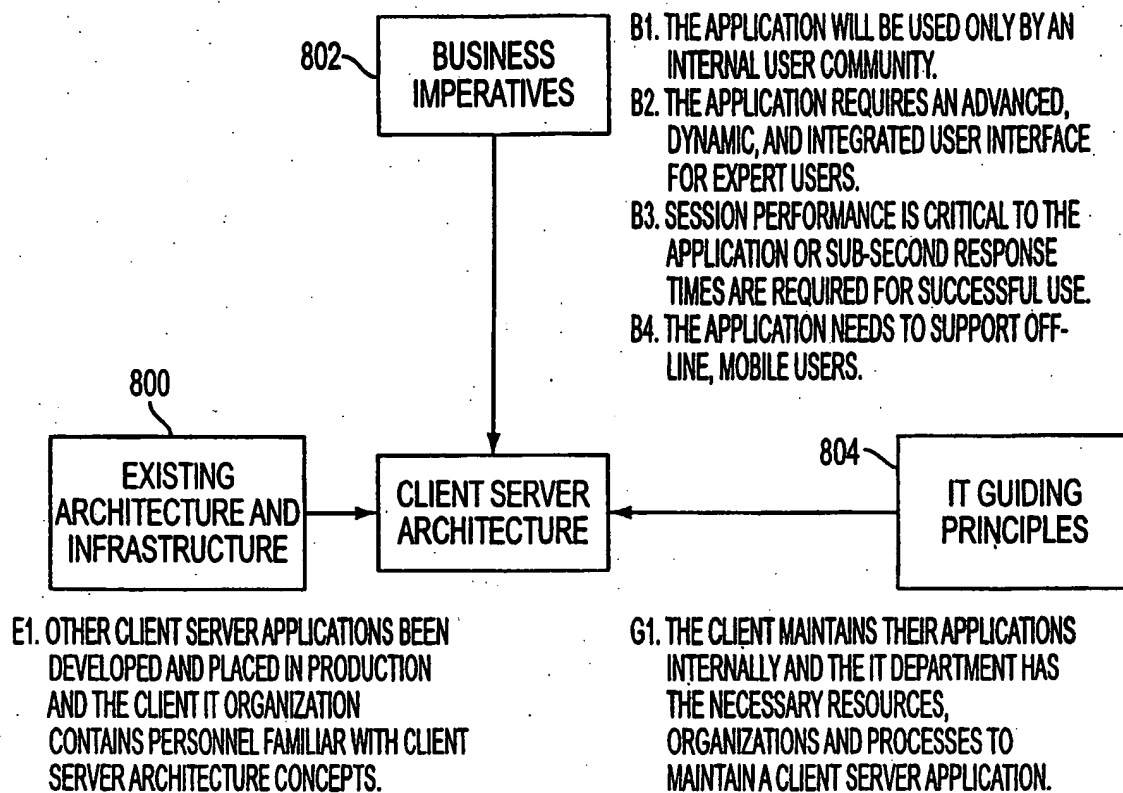 802
BUSINESS
IMPERATIVES
B1. THE APPLICATION WILL BE USED ONLY BY AN
INTERNAL USER COMMUNITY.
B2. THE APPLICATION REQUIRES AN ADVANCED,
DYNAMIC, AND INTEGRATED USER INTERFACE
FOR EXPERT USERS.
B3. SESSION PERFORMANCE IS CRITICAL TO THE
APPLICATION OR SUB-SECOND RESPONSE
TIMES ARE REQUIRED FOR SUCCESSFUL USE.
B4. THE APPLICATION NEEDS TO SUPPORT OFF-
LINE, MOBILE USERS.
800
EXISTING
ARCHITECTURE AND
INFRASTRUCTURE
CLIENT SERVER
ARCHITECTURE
804
IT GUIDING
PRINCIPLES
E1. OTHER CLIENT SERVER APPLICATIONS BEEN
DEVELOPED AND PLACED IN PRODUCTION
AND THE CLIENT IT ORGANIZATION
CONTAINS PERSONNEL FAMILIAR WITH CLIENT
SERVER ARCHITECTURE CONCEPTS.
G1. THE CLIENT MAINTAINS THEIR APPLICATIONS
INTERNALLY AND THE IT DEPARTMENT HAS
THE NECESSARY RESOURCES,
ORGANIZATIONS AND PROCESSES TO
MAINTAIN A CLIENT SERVER APPLICATION.